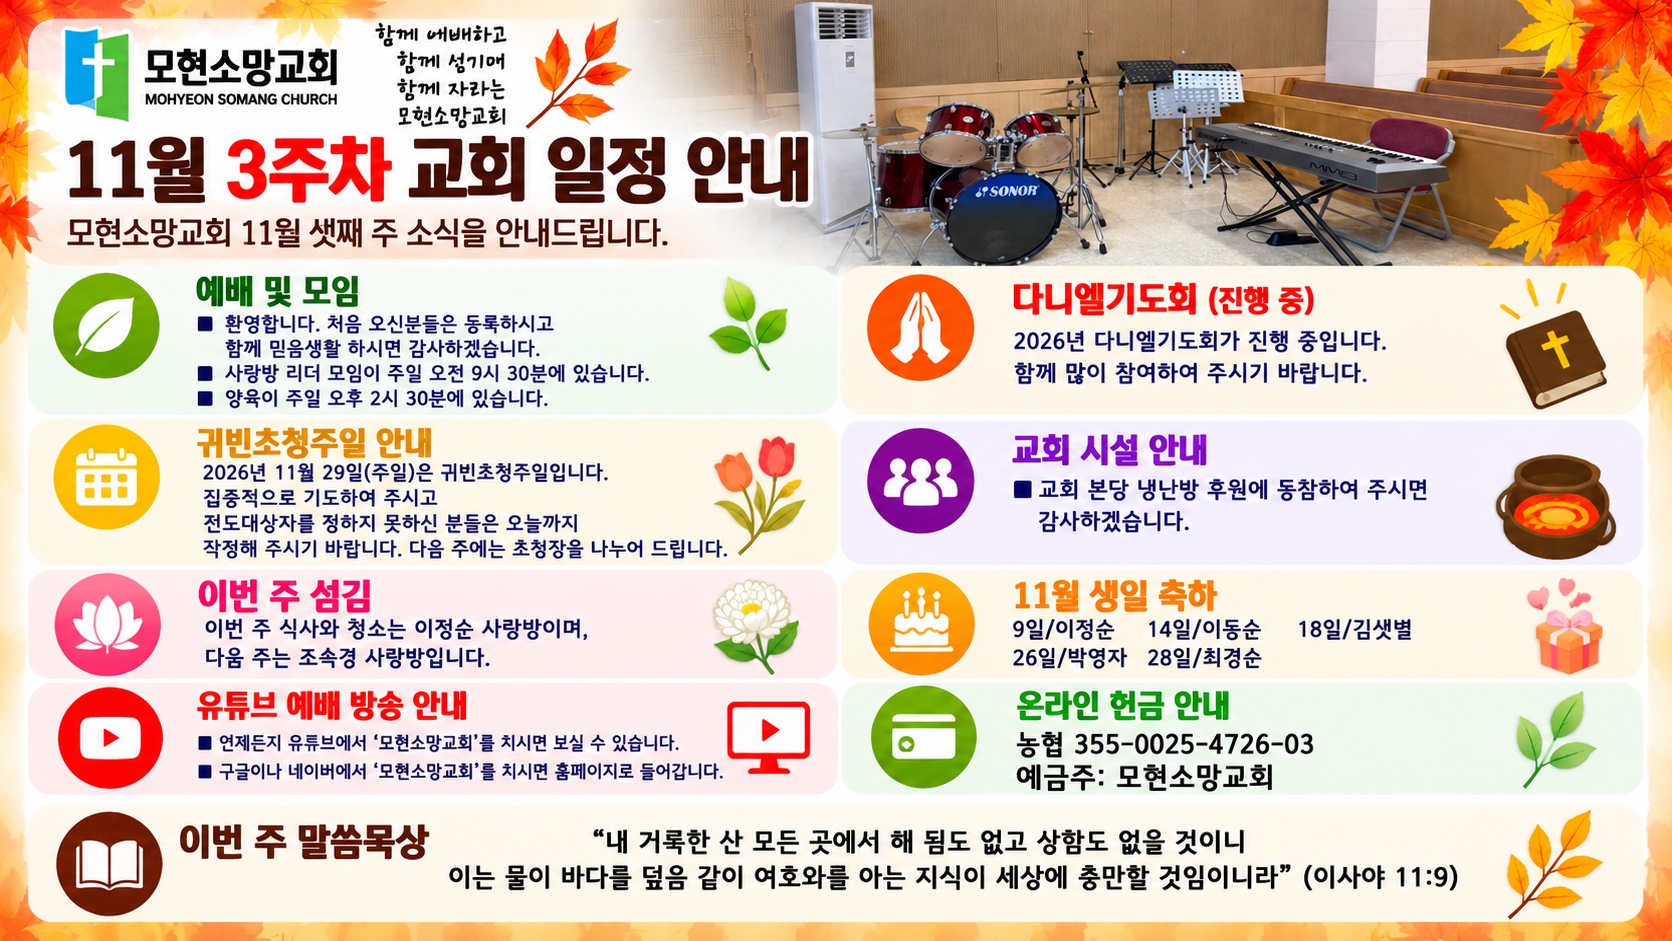 모현소망교회
MOHYEON SOMANG CHURCH
함께 예배하고
함께 섬기며
함께 자라는
모현소망교회
11월 3주차 교회 일정 안내
모현소망교회 11월 셋째 주 소식을 안내드립니다.
SONOR
MM8
예배 및 모임
■ 환영합니다. 처음 오신분들은 등록하시고
함께 믿음생활 하시면 감사하겠습니다.
■ 사랑방 리더 모임이 주일 오전 9시 30분에 있습니다.
■ 양육이 주일 오후 2시 30분에 있습니다.
다니엘기도회 (진행 중)
2026년 다니엘기도회가 진행 중입니다.
함께 많이 참여하여 주시기 바랍니다.
귀빈초청주일 안내
2026년 11월 29일(주일)은 귀빈초청주일입니다.
집중적으로 기도하여 주시고
전도대상자를 정하지 못하신 분들은 오늘까지
작정해 주시기 바랍니다. 다음 주에는 초청장을 나누어 드립니다.
교회 시설 안내
■ 교회 본당 냉난방 후원에 동참하여 주시면
감사하겠습니다.
이번 주 섬김
이번 주 식사와 청소는 이정순 사랑방이며,
다움 주는 조속경 사랑방입니다.
11월 생일 축하
9일/이정순 14일/이동순 18일/김샛별
26일/박영자 28일/최경순
유튜브 예배 방송 안내
■ 연제든지 유튜브에서 ‘모현소망교회’를 치시면 보실 수 있습니다.
■ 구글이나 네이버에서 ‘모현소망교회’를 치시면 홈페이지로 들어갑니다.
온라인 헌금 안내
농협 355-0025-4726-03
예금주: 모현소망교회
이번 주 말씀묵상
“내 거룩한 산 모든 곳에서 해 됨도 없고 상함도 없을 것이니
이는 물이 바다를 덮음 같이 여호와를 아는 지식이 세상에 충만할 것임이니라” (이사야 11:9)